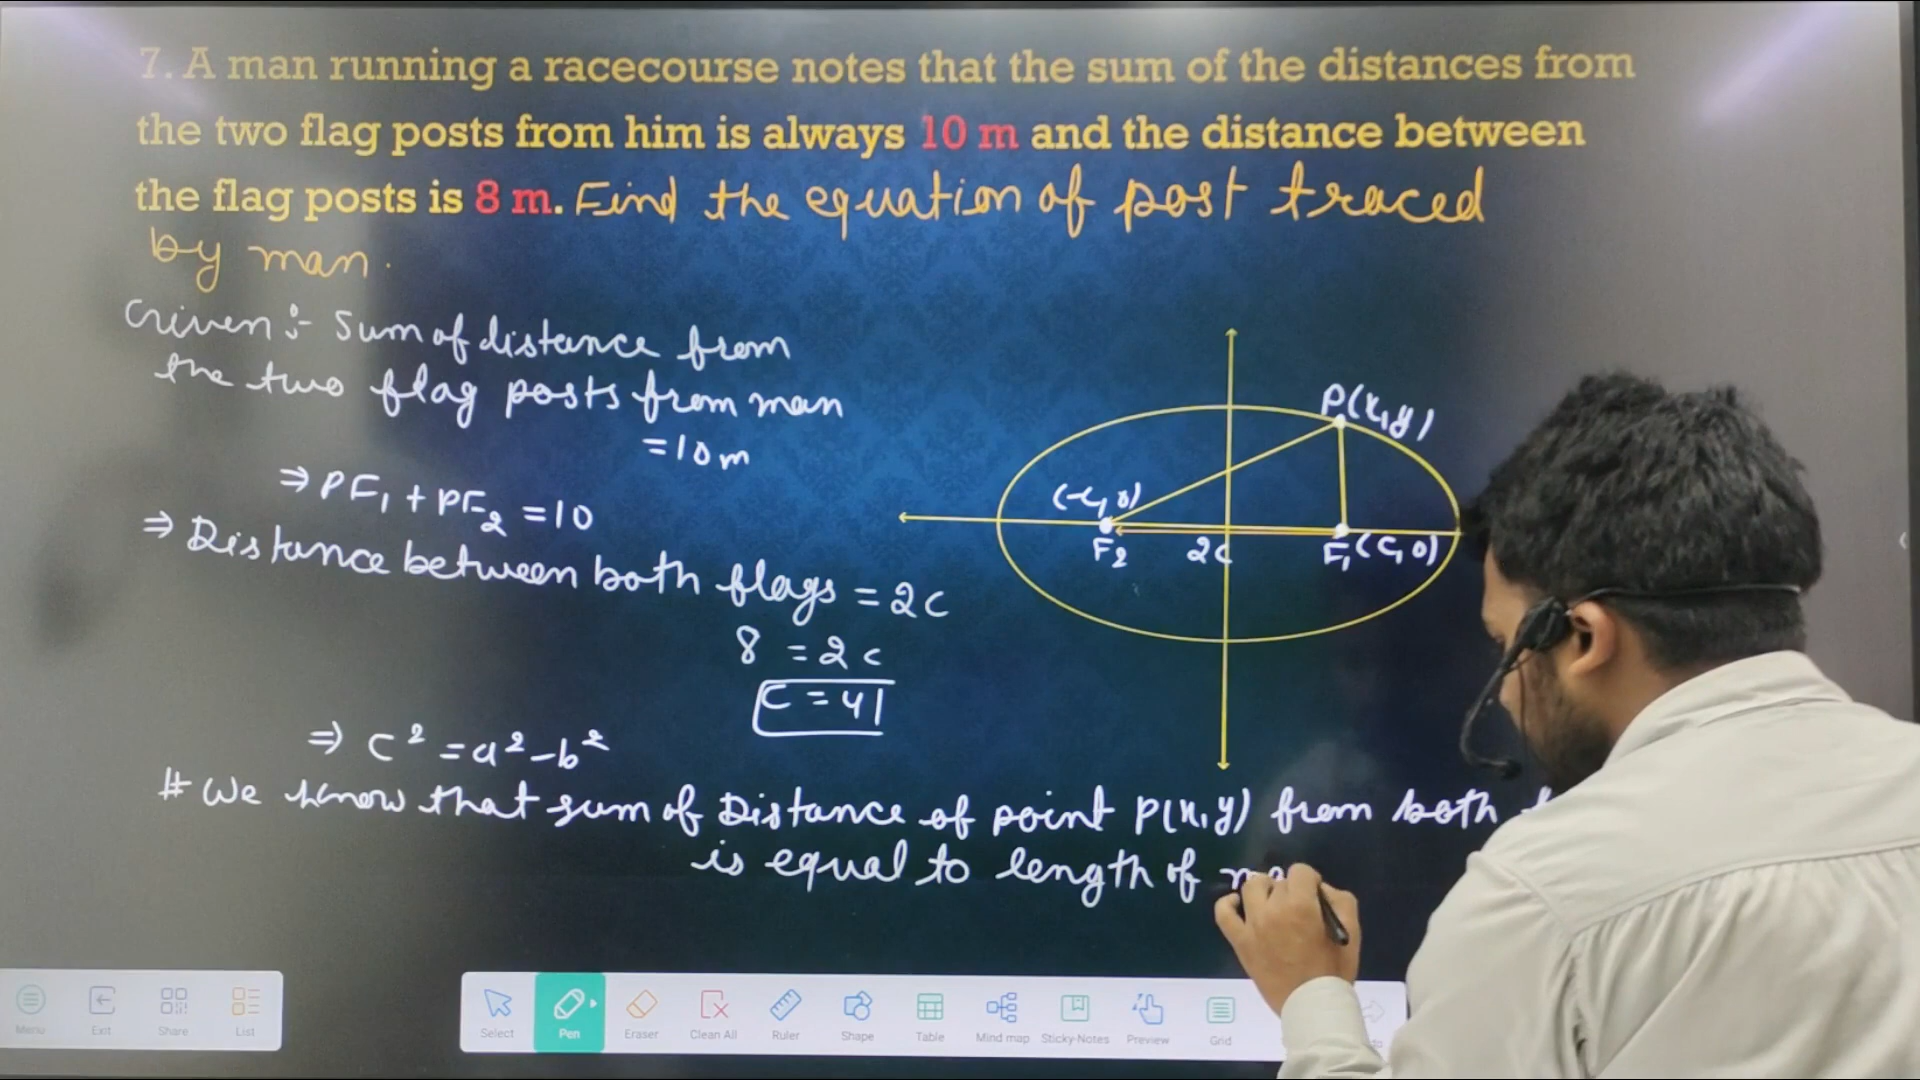 7. A man running a racecourse notes that the sum of the distances from
the two flag posts from him is always 10 m and the distance between
the flag posts is 8 m. Find the equation of post traced
by man.
Given :- Sum of distance from
the two flag posts from man
= 10 m
⇒ PF₁ + PF₂ = 10
⇒ Distance between both flags = 2c
8 = 2c
c = 4
⇒ c² = a² - b²
# We know that sum of Distance of point P(x,y) from both
is equal to length of
P(x,y)
(-c,0)
F₂
2c
F₁(c,0)
Menu
Exit
Share
List
Select
Pen
Eraser
Clean All
Ruler
Shape
Table
Mind map
Sticky-Notes
Preview
Grid